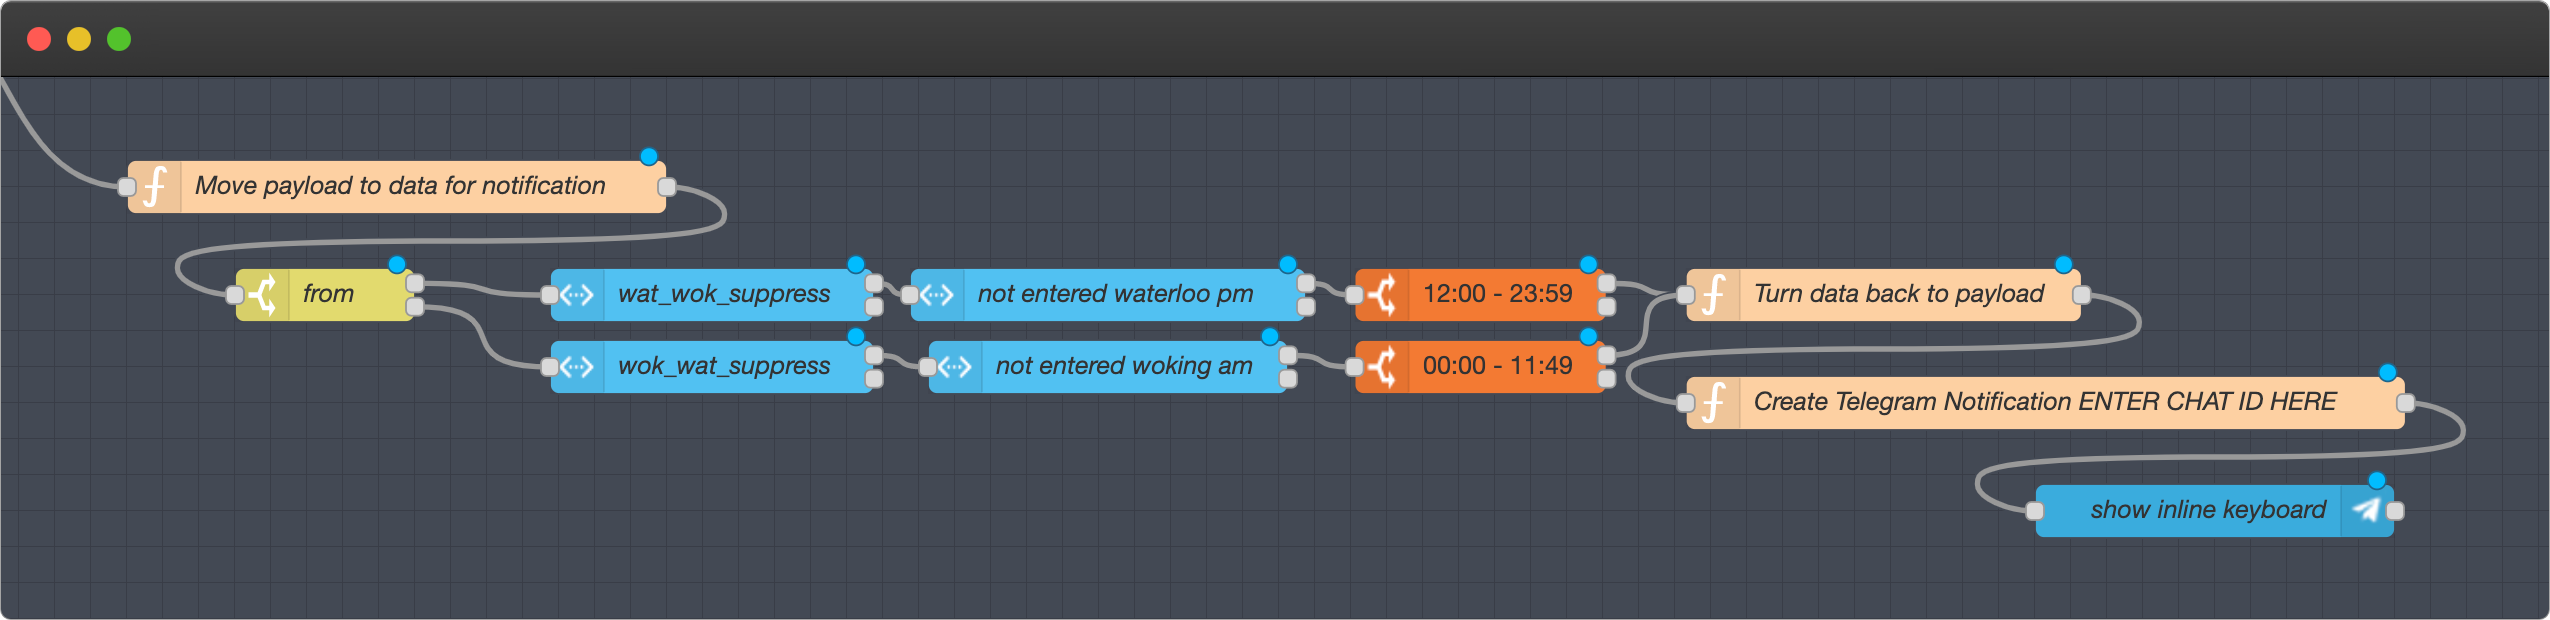 Move payload to data for notification
from
wat_wok_suppress
not entered waterloo pm
12:00 - 23:59
Turn data back to payload
wok_wat_suppress
not entered woking am
00:00 - 11:49
Create Telegram Notification ENTER CHAT ID HERE
show inline keyboard